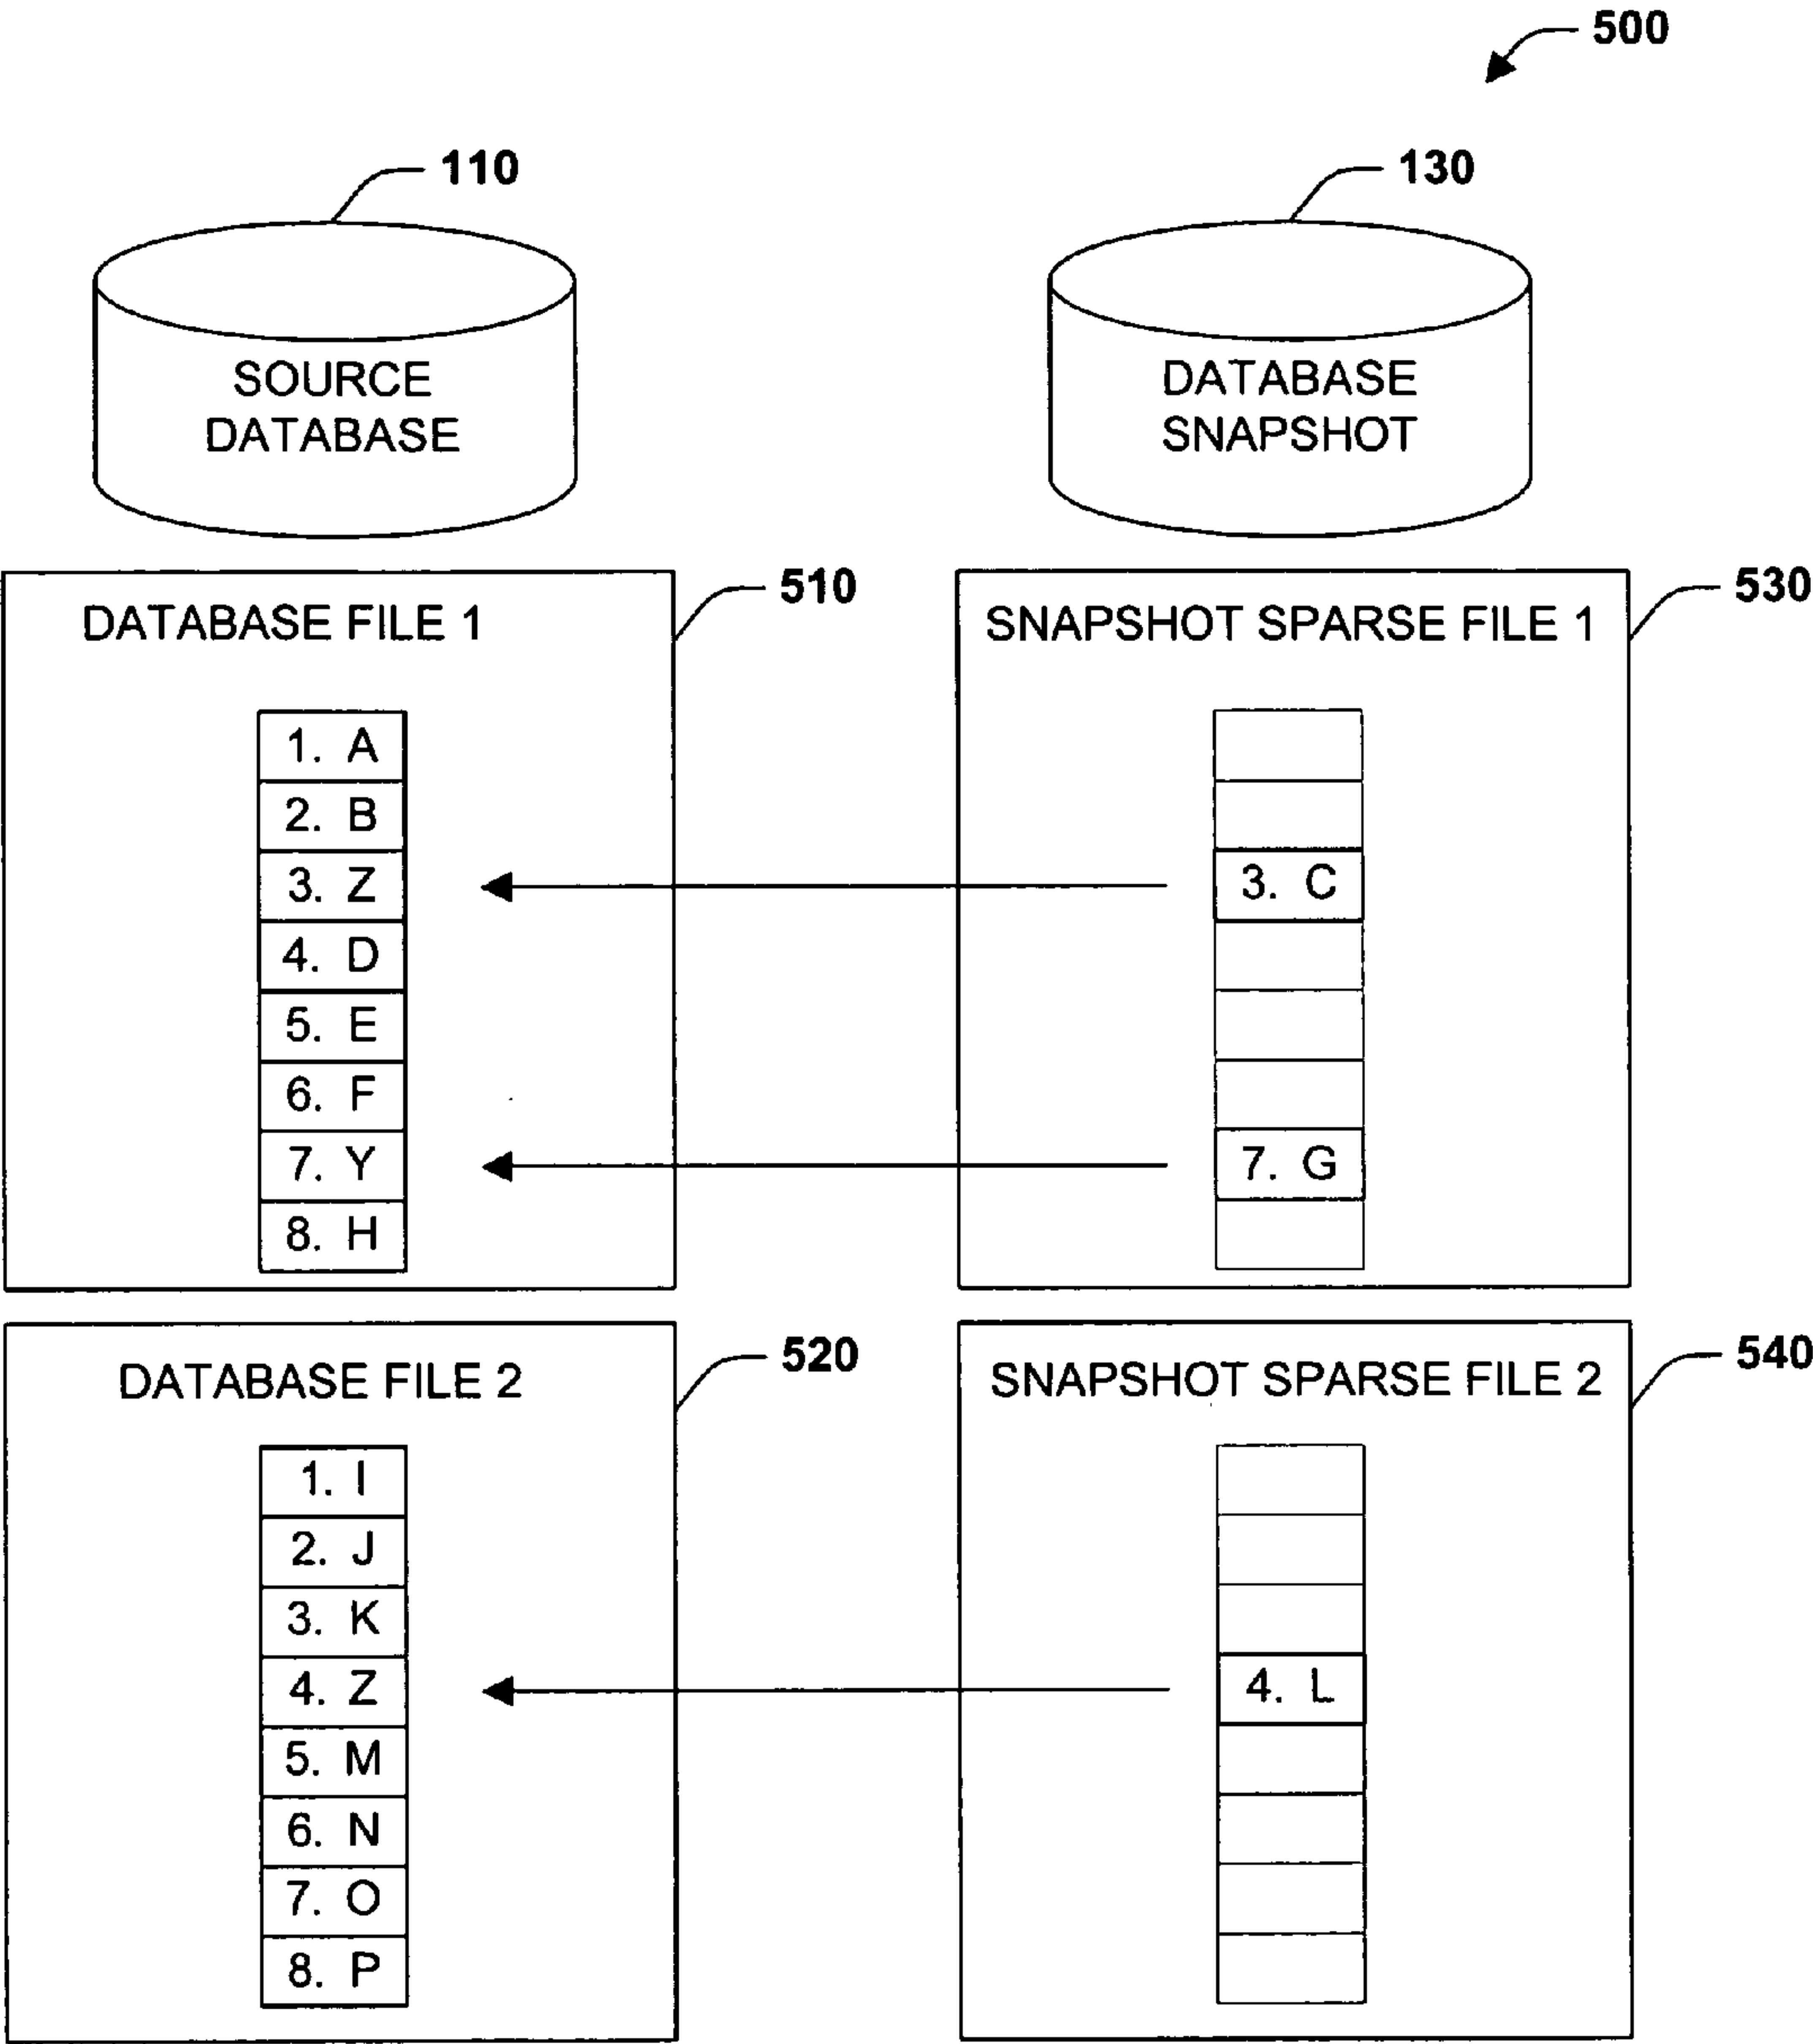 500
110
130
SOURCE
DATABASE
DATABASE
SNAPSHOT
510
DATABASE FILE 1
1. A
2. B
3. Z
4. D
5. E
6. F
7. Y
8. H
530
SNAPSHOT SPARSE FILE 1
3. C
7. G
520
DATABASE FILE 2
1. I
2. J
3. K
4. Z
5. M
6. N
7. O
8. P
540
SNAPSHOT SPARSE FILE 2
4. L